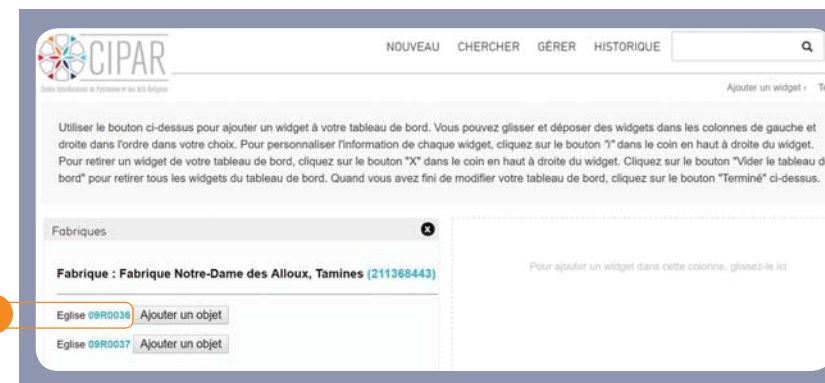 CIPAR
NOUVEAU CHERCHER GÉRER HISTORIQUE
Ajouter un widget ›
Utiliser le bouton ci-dessus pour ajouter un widget à votre tableau de bord. Vous pouvez glisser et déposer des widgets dans les colonnes de gauche et
droite dans l'ordre dans votre choix. Pour personnaliser l'information de chaque widget, cliquez sur le bouton "i" dans le coin en haut à droite du widget.
Pour retirer un widget de votre tableau de bord, cliquez sur le bouton "X" dans le coin en haut à droite du widget. Cliquez sur le bouton "Vider le tableau d
bord" pour retirer tous les widgets du tableau de bord. Quand vous avez fini de modifier votre tableau de bord, cliquez sur le bouton "Terminé" ci-dessus.
Fabriques
Pour ajouter un widget dans cette colonne, glissez-le ici
Fabrique : Fabrique Notre-Dame des Alloux, Tamines (211368443)
Eglise 09R0036 Ajouter un objet
Eglise 09R0037 Ajouter un objet